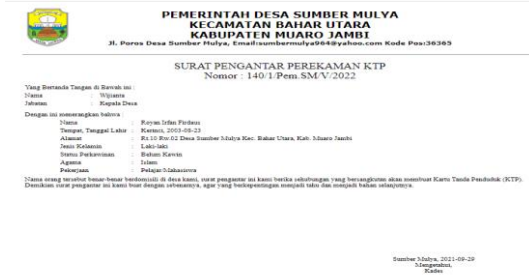 PEMERINTAH DESA SUMBER MULYA
KECAMATAN BAHAR UTARA
KABUPATEN MUARO JAMBI
Jl. Poros Desa Sumber Mulya, Email:sumbermulya964@yahoo.com Kode Pos:36365
SURAT PENGANTAR PEREKAMAN KTP
Nomor : 140/1/Pem.SM/V/2022
Yang Bertanda Tangan di Bawah ini :
Nama : Wijianta
Jabatan : Kepala Desa
Dengan ini menerangkan bahwa :
Nama : Royan Irfan Firdaus
Tempat, Tanggal Lahir : Kerinci, 2003-08-23
Alamat : Rt.10 Rw.02 Desa Sumber Mulya Kec. Bahar Utara, Kab. Muaro Jambi
Jenis Kelamin : Laki-laki
Status Perkawinan : Belum Kawin
Agama : Islam
Pekerjaan : Pelajar/Mahasiswa
Nama orang tersebut benar-benar berdomisili di desa kami, surat pengantar ini kami berika sehubungan yang bersangkutan akan membuat Kartu Tanda Penduduk (KTP).
Demikian surat pengantar ini kami buat dengan sebenarnya, agar yang berkepentingan menjadi tahu dan menjadi bahan selanjutnya.
Sumber Mulya, 2021-09-29
Mengetahui,
Kades